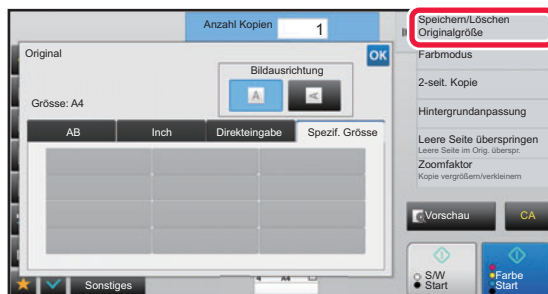 Anzahl Kopien
1
Speichern/Löschen
Originalgröße
Original
OK
Bildausrichtung
A
A
Grösse: A4
AB
Inch
Direkteingabe
Spezif. Grösse
Farbmodus
2-seit. Kopie
Hintergrundanpassung
Leere Seite überspringen
Leere Seite im Orig. überspr.
Zoomfaktor
Kopie vergrößern/verkleinern
Vorschau
CA
S/W
Start
Farbe
Start
Sonstiges
A4